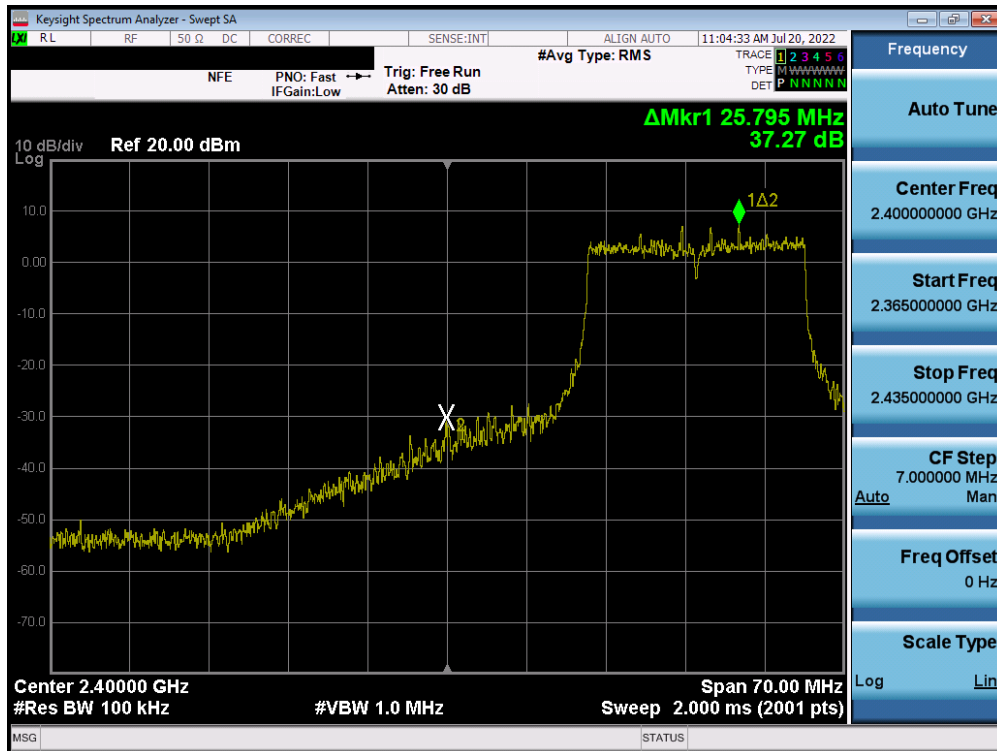 Keysight Spectrum Analyzer - Swept SA
LXI RL RF 50 Ω DC CORREC SENSE:INT ALIGN AUTO 11:04:33 AM Jul 20, 2022
#Avg Type: RMS TRACE 1 2 3 4 5 6
NFE PNO: Fast Trig: Free Run TYPE M WWWWW
IFGain:Low Atten: 30 dB DET P N N N N N
ΔMkr1 25.795 MHz
37.27 dB
10 dB/div Ref 20.00 dBm
Log
1Δ2
10.0
0.00
-10.0
-20.0
-30.0
2
-40.0
-50.0
-60.0
-70.0
Center 2.40000 GHz Span 70.00 MHz
#Res BW 100 kHz #VBW 1.0 MHz Sweep 2.000 ms (2001 pts)
MSG STATUS
Frequency
Auto Tune
Center Freq
2.400000000 GHz
Start Freq
2.365000000 GHz
Stop Freq
2.435000000 GHz
CF Step
7.000000 MHz
Auto Man
Freq Offset
0 Hz
Scale Type
Log Lin